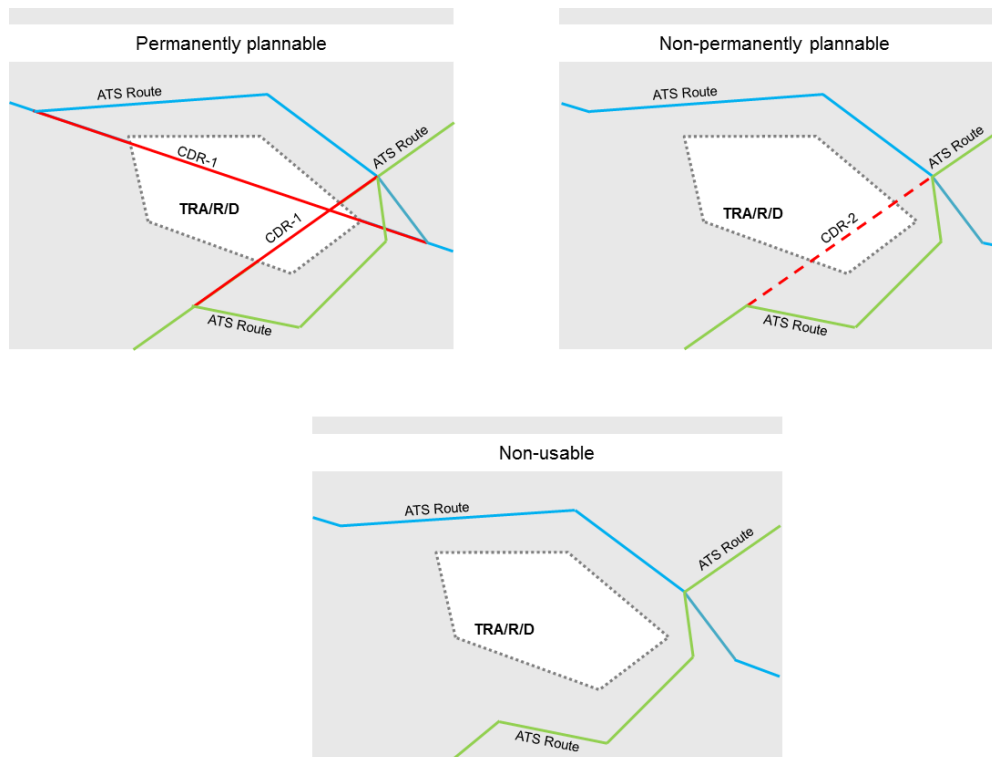 Permanently plannable
ATS Route
ATS Route
CDR-1
TRA/R/D
CDR-1
ATS Route
Non-permanently plannable
ATS Route
ATS Route
TRA/R/D
CDR-2
ATS Route
Non-usable
ATS Route
ATS Route
TRA/R/D
ATS Route